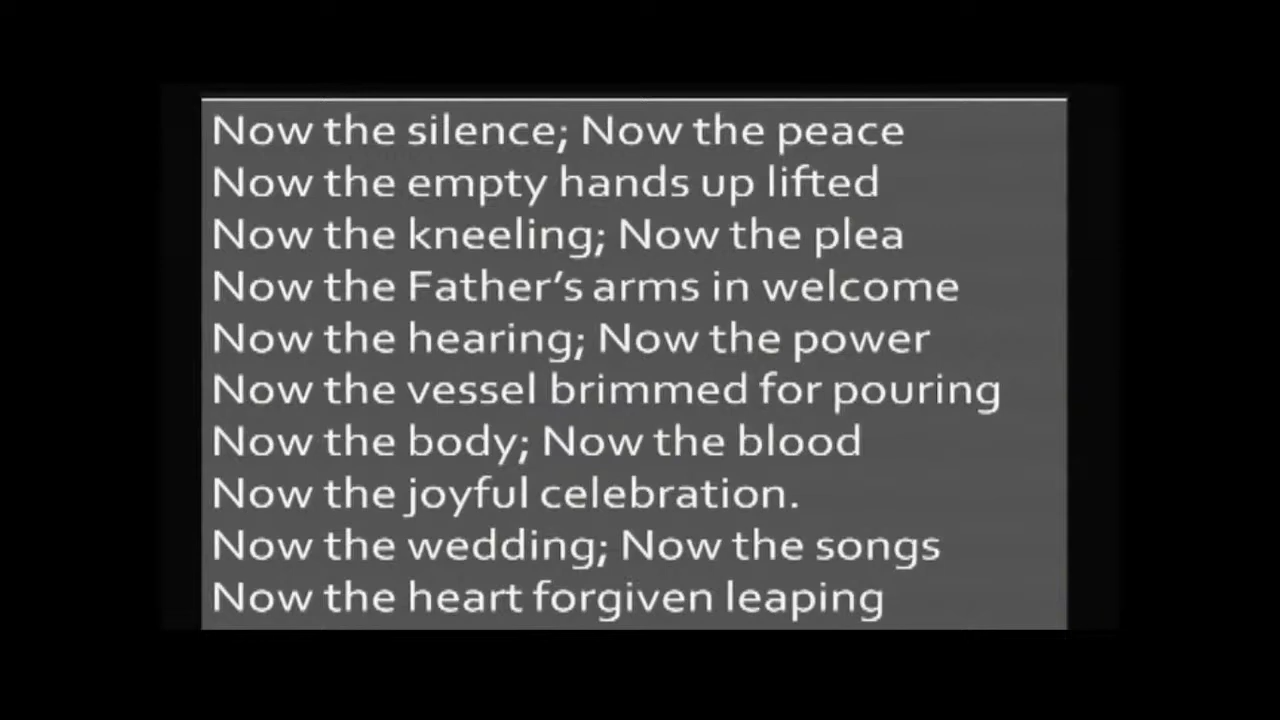 Now the silence; Now the peace
Now the empty hands up lifted
Now the kneeling; Now the plea
Now the Father's arms in welcome
Now the hearing; Now the power
Now the vessel brimmed for pouring
Now the body; Now the blood
Now the joyful celebration.
Now the wedding; Now the songs
Now the heart forgiven leaping